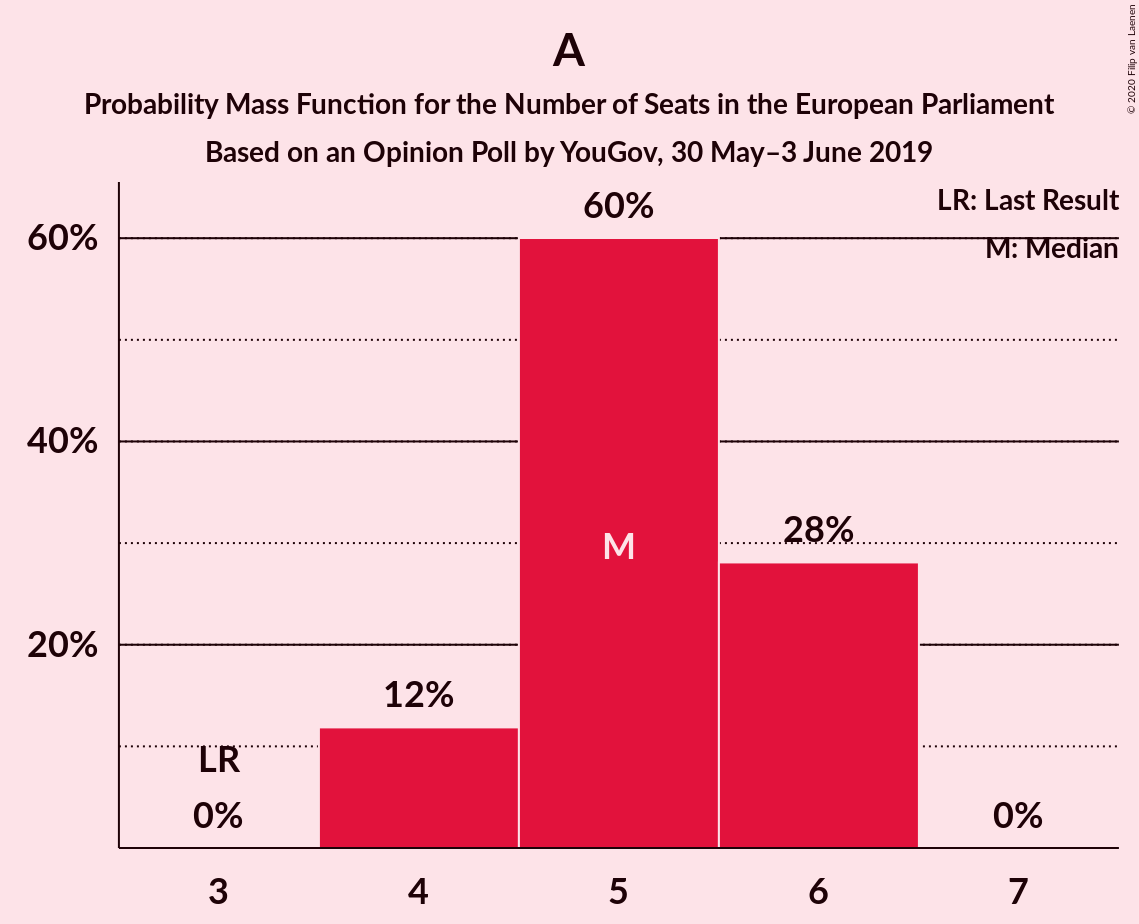 A
Probability Mass Function for the Number of Seats in the European Parliament
Based on an Opinion Poll by YouGov, 30 May–3 June 2019
© 2020 Filip van Laenen
LR: Last Result
M: Median
60%
40%
20%
LR
0%
12%
60%
M
28%
0%
3 4 5 6 7